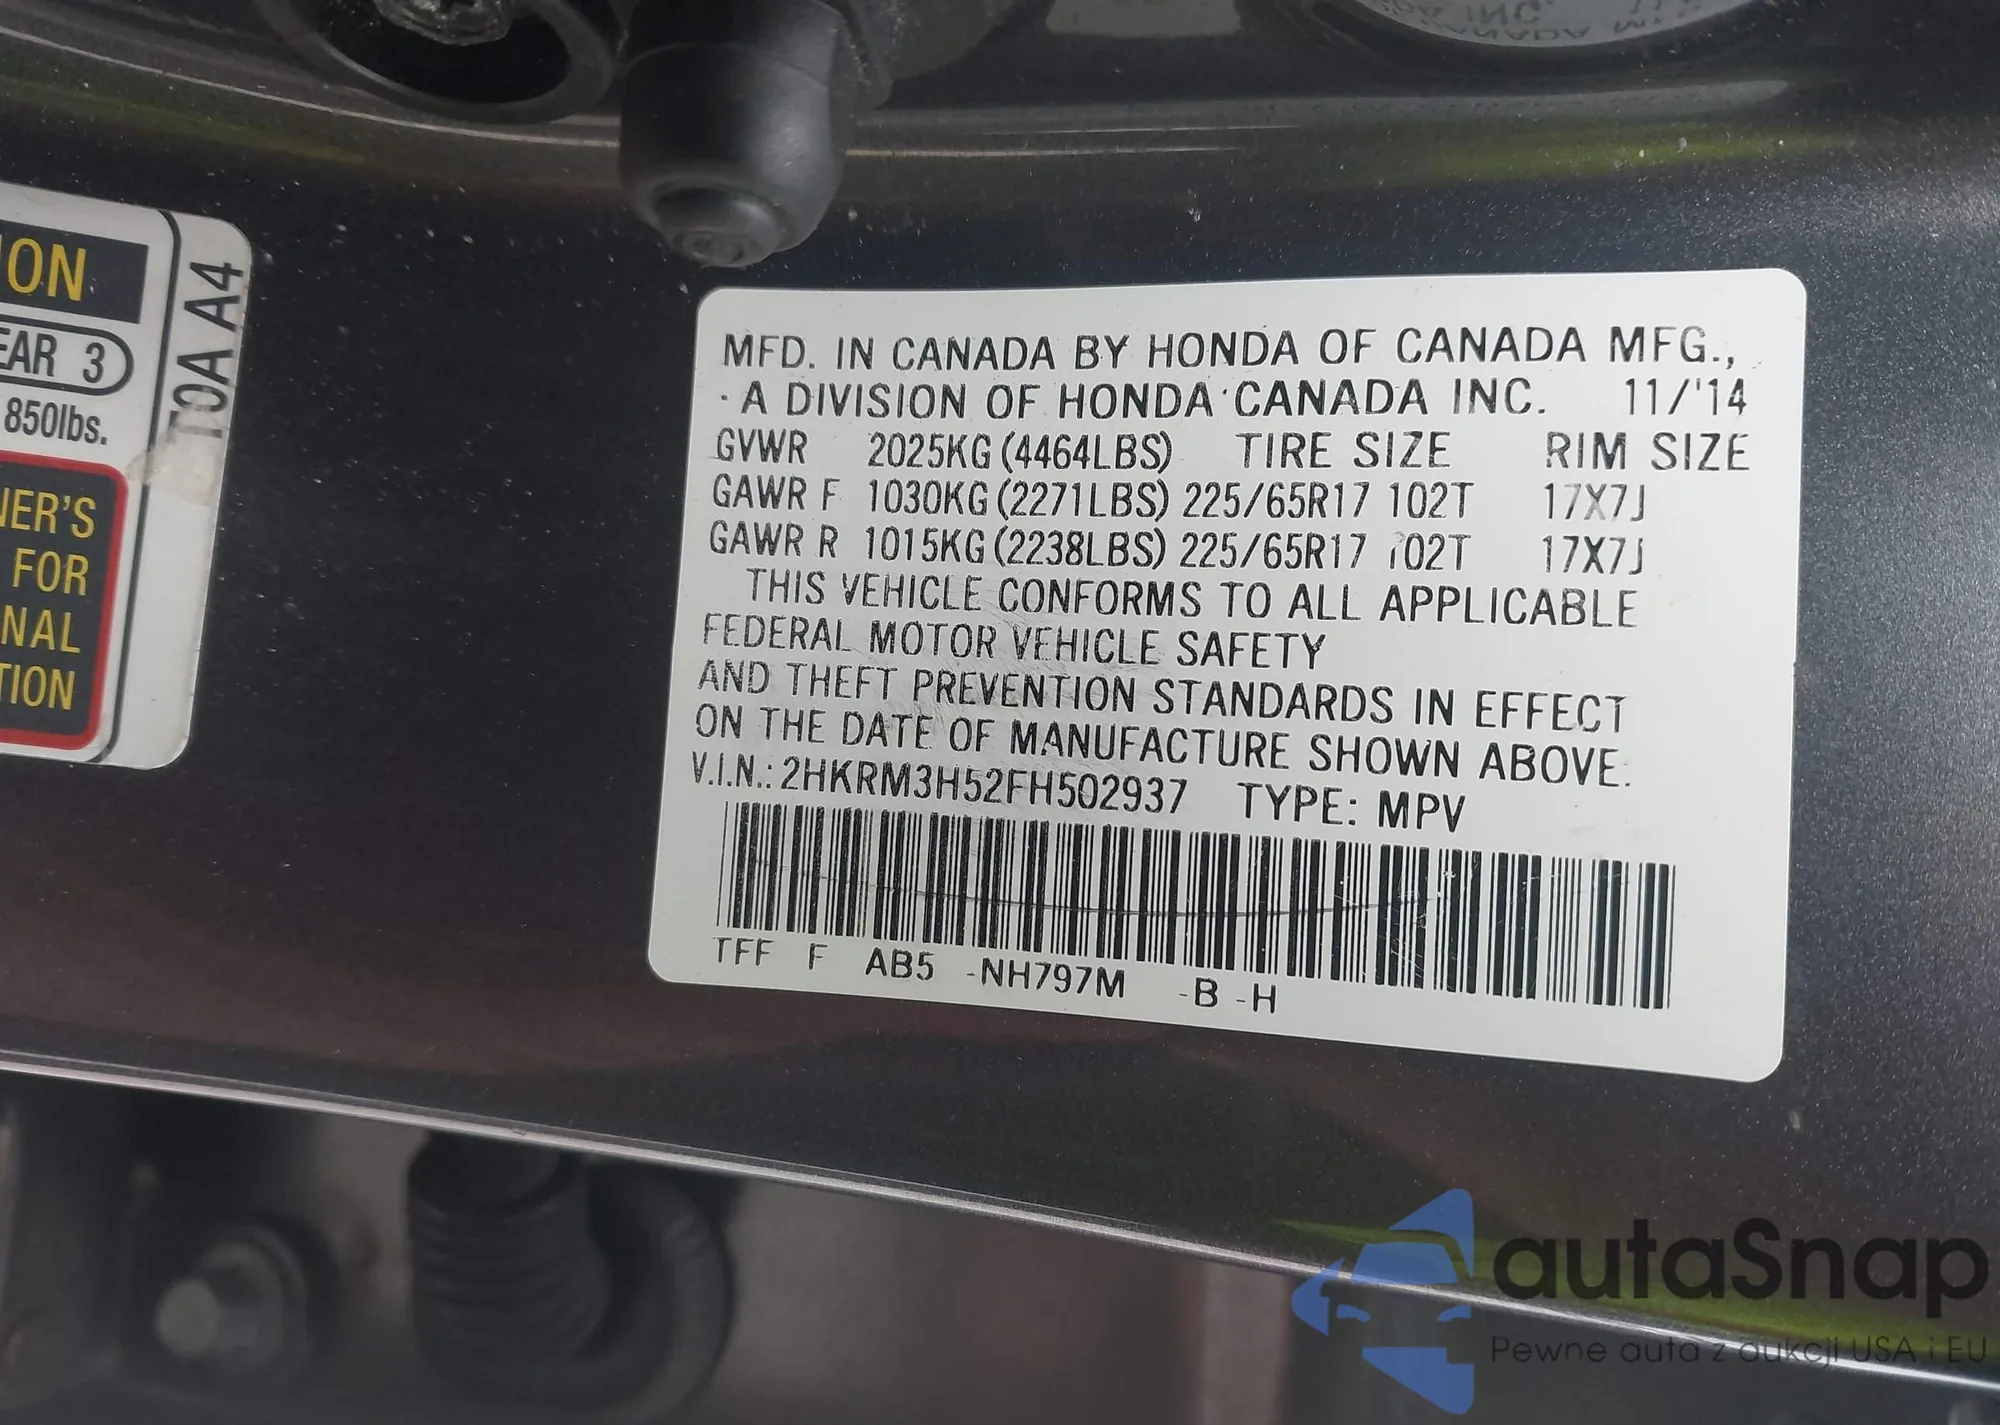 ION
EAR 3
850lbs.
NER'S
FOR
NAL
TION
T0A A4
MFD. IN CANADA BY HONDA OF CANADA MFG.,
A DIVISION OF HONDA CANADA INC. 11/'14
GVWR 2025KG (4464LBS) TIRE SIZE RIM SIZE
GAWR F 1030KG (2271LBS) 225/65R17 102T 17X7J
GAWR R 1015KG (2238LBS) 225/65R17 102T 17X7J
THIS VEHICLE CONFORMS TO ALL APPLICABLE
FEDERAL MOTOR VEHICLE SAFETY
AND THEFT PREVENTION STANDARDS IN EFFECT
ON THE DATE OF MANUFACTURE SHOWN ABOVE.
V.I.N.: 2HKRM3H52FH502937 TYPE: MPV
TFF F AB5 -NH797M -B -H
autaSnap
Pewne auta z aukcji USA i EU